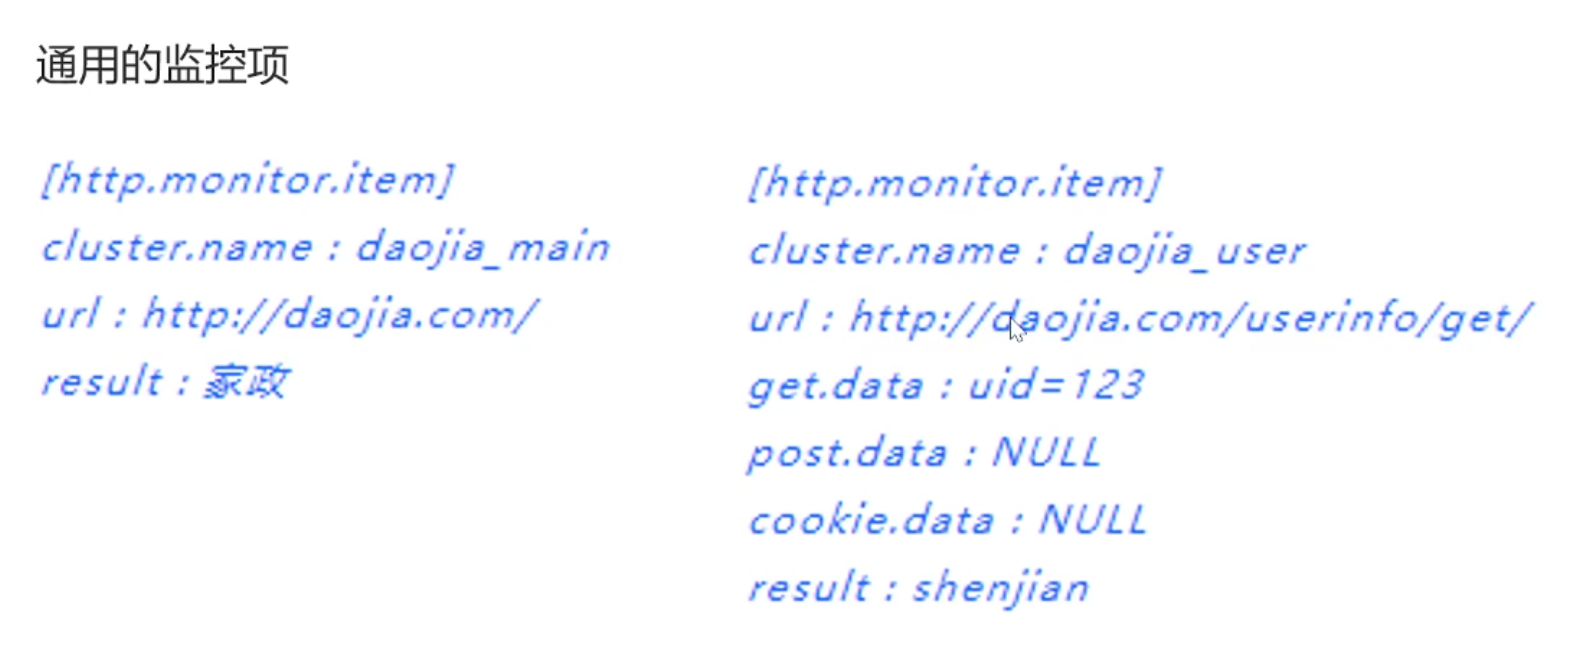 通用的监控项
[http.monitor.item]
cluster.name : daojia_main
url : http://daojia.com/
result : 家政
[http.monitor.item]
cluster.name : daojia_user
url : http://daojia.com/userinfo/get/
get.data : uid=123
post.data : NULL
cookie.data : NULL
result : shenjian